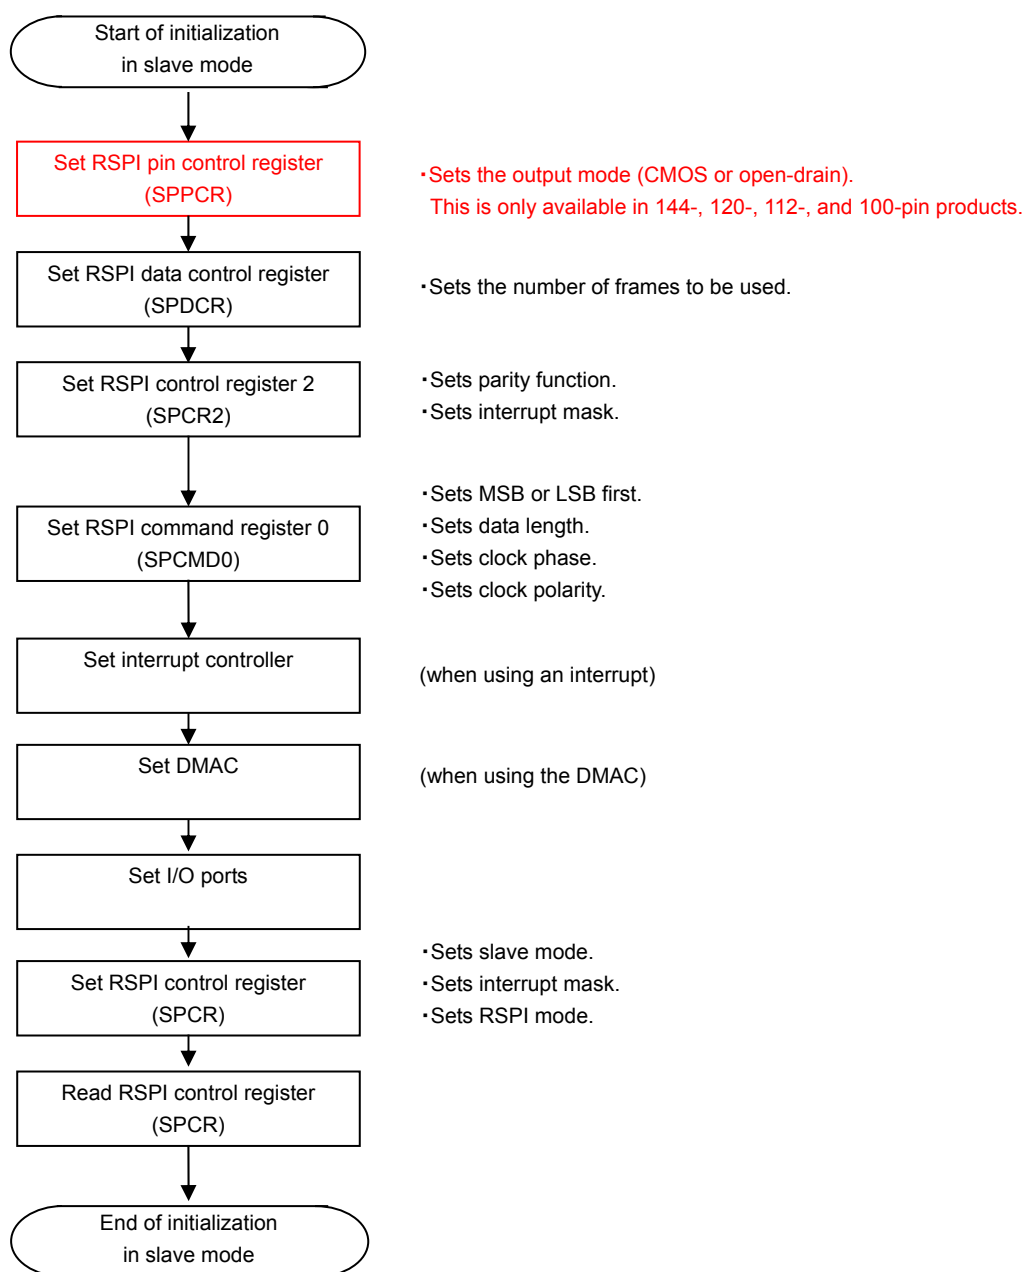 Start of initialization
in slave mode
Set RSPI pin control register
(SPPCR)
・Sets the output mode (CMOS or open-drain).
This is only available in 144-, 120-, 112-, and 100-pin products.
Set RSPI data control register
(SPDCR)
・Sets the number of frames to be used.
Set RSPI control register 2
(SPCR2)
・Sets parity function.
・Sets interrupt mask.
Set RSPI command register 0
(SPCMD0)
・Sets MSB or LSB first.
・Sets data length.
・Sets clock phase.
・Sets clock polarity.
Set interrupt controller
(when using an interrupt)
Set DMAC
(when using the DMAC)
Set I/O ports
Set RSPI control register
(SPCR)
・Sets slave mode.
・Sets interrupt mask.
・Sets RSPI mode.
Read RSPI control register
(SPCR)
End of initialization
in slave mode